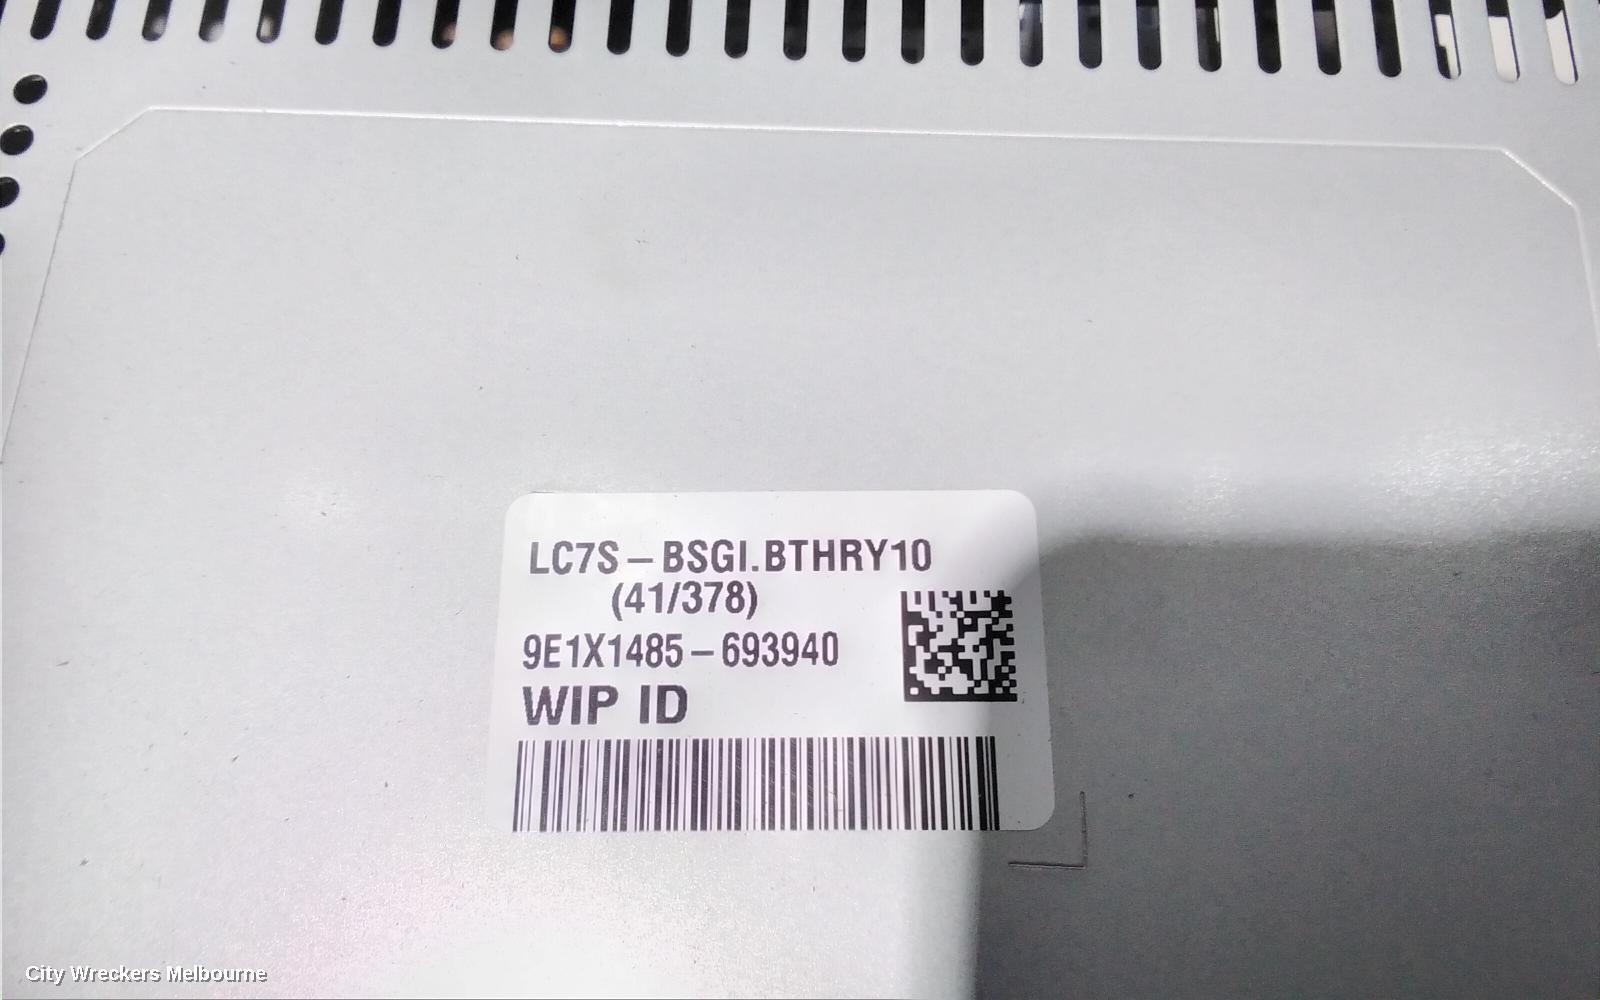 LC7S – BSGI.BTHRY10
(41/378)
9E1X1485 – 693940
WIP ID
City Wreckers Melbourne